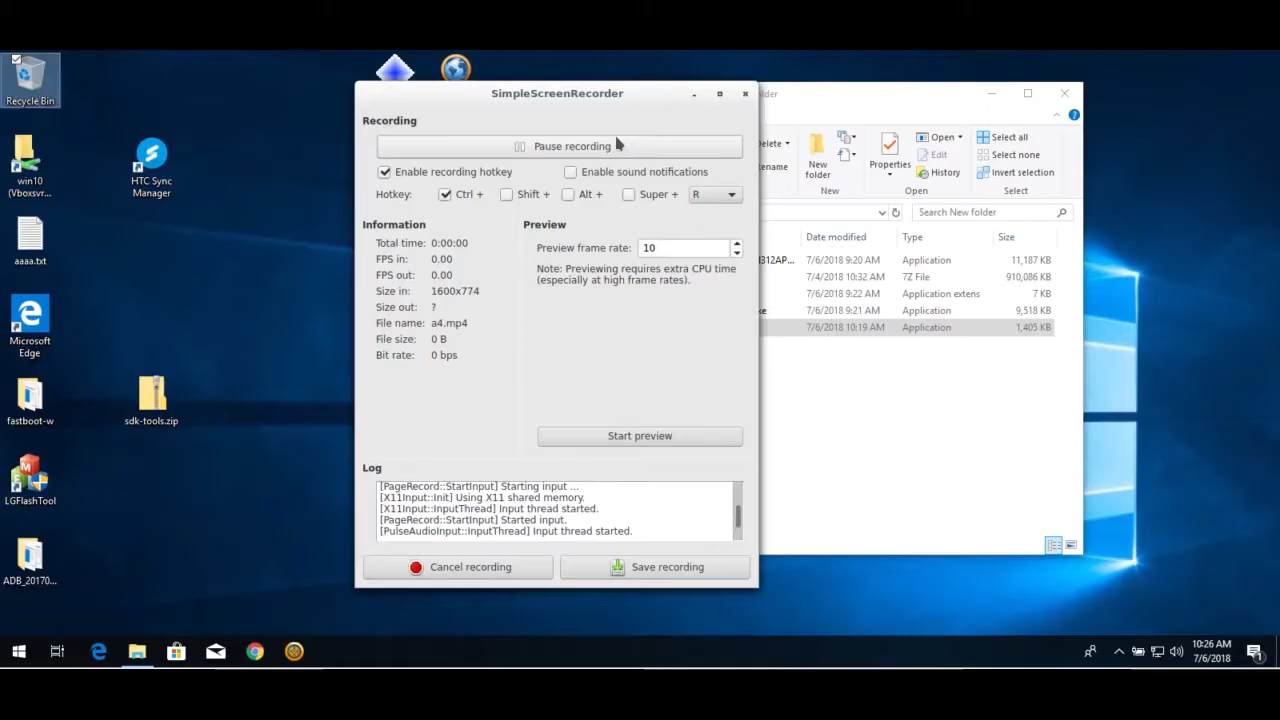 Recycle Bin
win10
(Vboxsvr...
aaaa.txt
Microsoft
Edge
fastboot-w
LGFlashTool
ADB_20170...
HTC Sync
Manager
sdk-tools.zip
SimpleScreenRecorder
Recording
Pause recording
Enable recording hotkey
Enable sound notifications
Hotkey:
Ctrl +
Shift +
Alt +
Super +
R
Information
Total time: 0:00:00
FPS in: 0.00
FPS out: 0.00
Size in: 1600x774
Size out: ?
File name: a4.mp4
File size: 0 B
Bit rate: 0 bps
Preview
Preview frame rate: 10
Note: Previewing requires extra CPU time
(especially at high frame rates).
Start preview
Log
[PageRecord::StartInput] Starting input ...
[X11Input::Init] Using X11 shared memory.
[X11Input::InputThread] Input thread started.
[PageRecord::StartInput] Started input.
[PulseAudioInput::InputThread] Input thread started.
Cancel recording
Save recording
lder
Delete
ename
New
folder
New
Properties
Open
Edit
History
Open
Select all
Select none
Invert selection
Select
Search New folder
Date modified
Type
Size
I312AP... 7/6/2018 9:20 AM Application 11,187 KB
7/4/2018 10:32 AM 7Z File 910,086 KB
7/6/2018 9:22 AM Application extens 7 KB
ke 7/6/2018 9:21 AM Application 9,518 KB
7/6/2018 10:19 AM Application 1,405 KB
10:26 AM
7/6/2018
1